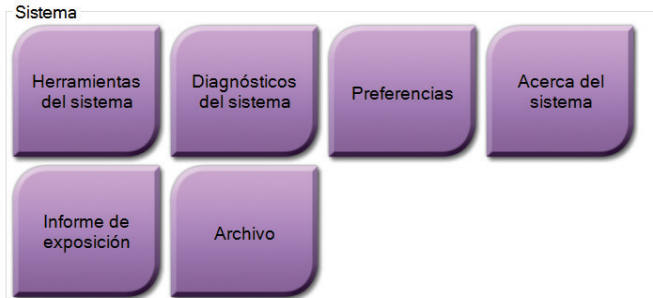 Sistema
Herramientas
del sistema
Diagnósticos
del sistema
Preferencias
Acerca del
sistema
Informe de
exposición
Archivo